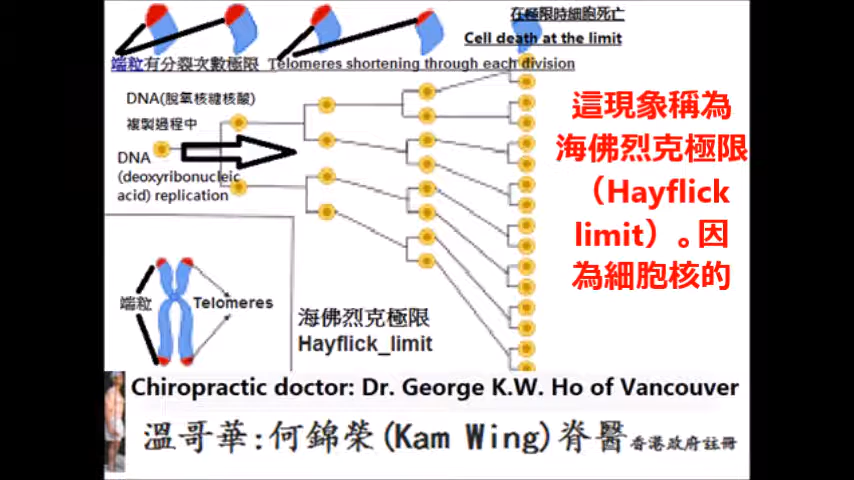 在極限時細胞死亡
Cell death at the limit
端粒有分裂次數極限 Telomeres shortening through each division
DNA(脫氧核糖核酸)
複製過程中
DNA
(deoxyribonucleic
acid) replication
這現象稱為
海佛烈克極限
（Hayflick
limit）。因
為細胞核的
端粒
Telomeres
海佛烈克極限
Hayflick_limit
Chiropractic doctor: Dr. George K.W. Ho of Vancouver
溫哥華:何錦榮(Kam Wing)脊醫香港政府註冊